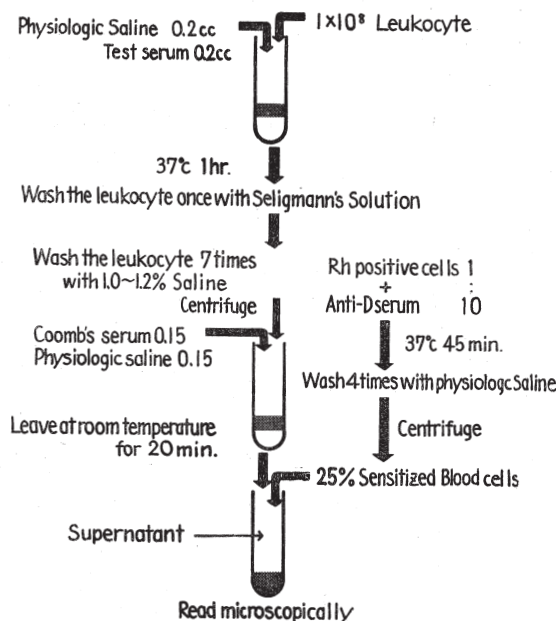 Physiologic Saline 0.2cc
Test serum 0.2cc
1×10⁸ Leukocyte
37℃ 1hr.
Wash the leukocyte once with Seligmann's Solution
Wash the leukocyte 7 times
with 1.0~1.2% Saline
Centrifuge
Rh positive cells 1
+ :
Anti-D serum 10
37℃ 45 min.
Wash 4 times with physiologc Saline
Centrifuge
Coomb's serum 0.15
Physiologic saline 0.15
Leave at room temperature
for 20 min.
25% Sensitized Blood cells
Supernatant
Read microscopically